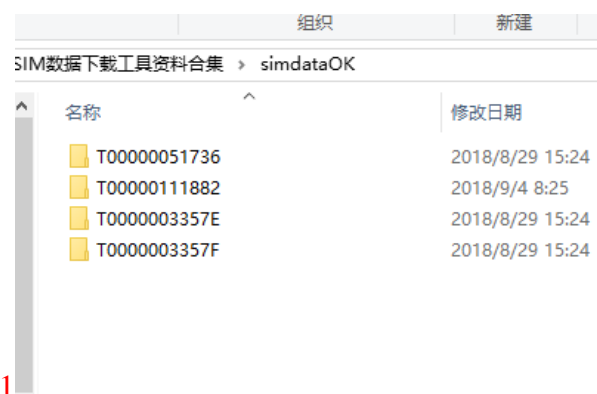 组织 新建
SIM数据下载工具资料合集 › simdataOK
名称 修改日期
T00000051736 2018/8/29 15:24
T00000111882 2018/9/4 8:25
T0000003357E 2018/8/29 15:24
T0000003357F 2018/8/29 15:24
1